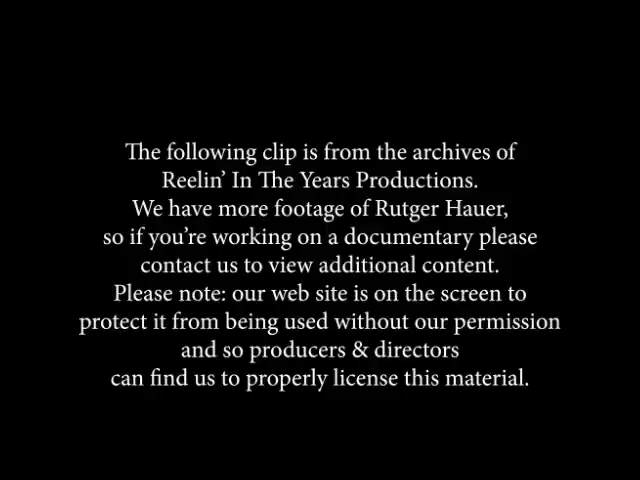 The following clip is from the archives of
Reelin’ In The Years Productions.
We have more footage of Rutger Hauer,
so if you’re working on a documentary please
contact us to view additional content.
Please note: our web site is on the screen to
protect it from being used without our permission
and so producers & directors
can find us to properly license this material.